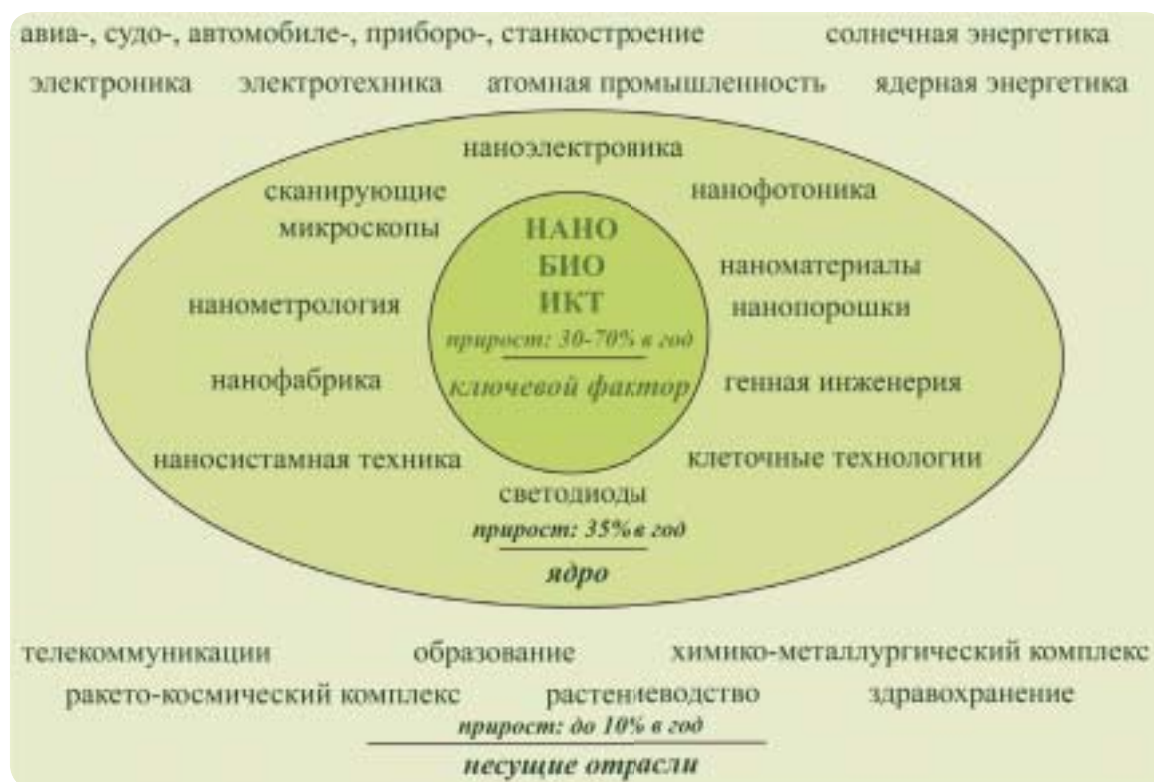 авиа-, судо-, автомобиле-, приборо-, станкостроение солнечная энергетика
электроника электротехника атомная промышленность ядерная энергетика
наноэлектровика
сканирующие нанофотоника
микроскопы НАНО
БИО наноматериалы
нанометрология ИКТ нанопорошки
прирост: 30-70% в год
нанофабрика ключевой фактор генная инженерия
наносистамная техника клеточные технологии
светодиоды
прирост: 35% в год
ядро
телекоммуникации образование химико-металлургический комплекс
ракето-космический комплекс растениеводство здравохранение
прирост: до 10% в год
несущие отрасли